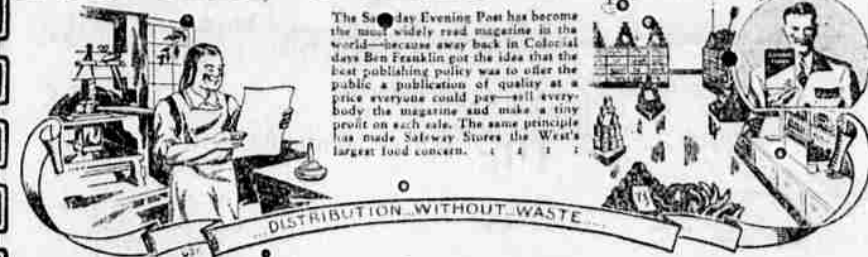 The Saturday Evening Post has become
the most widely read magazine in the
world—because away back in Colonial
days Ben Franklin got the idea that the
best publishing policy was to offer the
public a publication of quality at a
price everyone could pay—sell every-
body the magazine and make a tiny
profit on each sale. The same principle
has made Safeway Stores the West's
largest food concern.
...DISTRIBUTION...WITHOUT...WASTE....